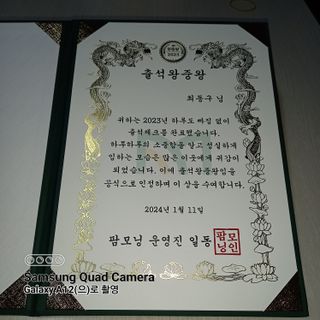 출석왕중왕
최동구 님
귀하는 2023년 하루도 빠짐 없이
출석체크를 완료했습니다.
하루하루의 소중함을 알고 성실하게
임하는 모습은 많은 이웃에게 귀감이
되었습니다. 이에 출석왕중왕임을
공식으로 인정하며 이 상을 수여합니다.
2024년 1월 11일
팜모닝 운영진 일동
팜모
닝인
Samsung Quad Camera
Galaxy A12(으)로 촬영